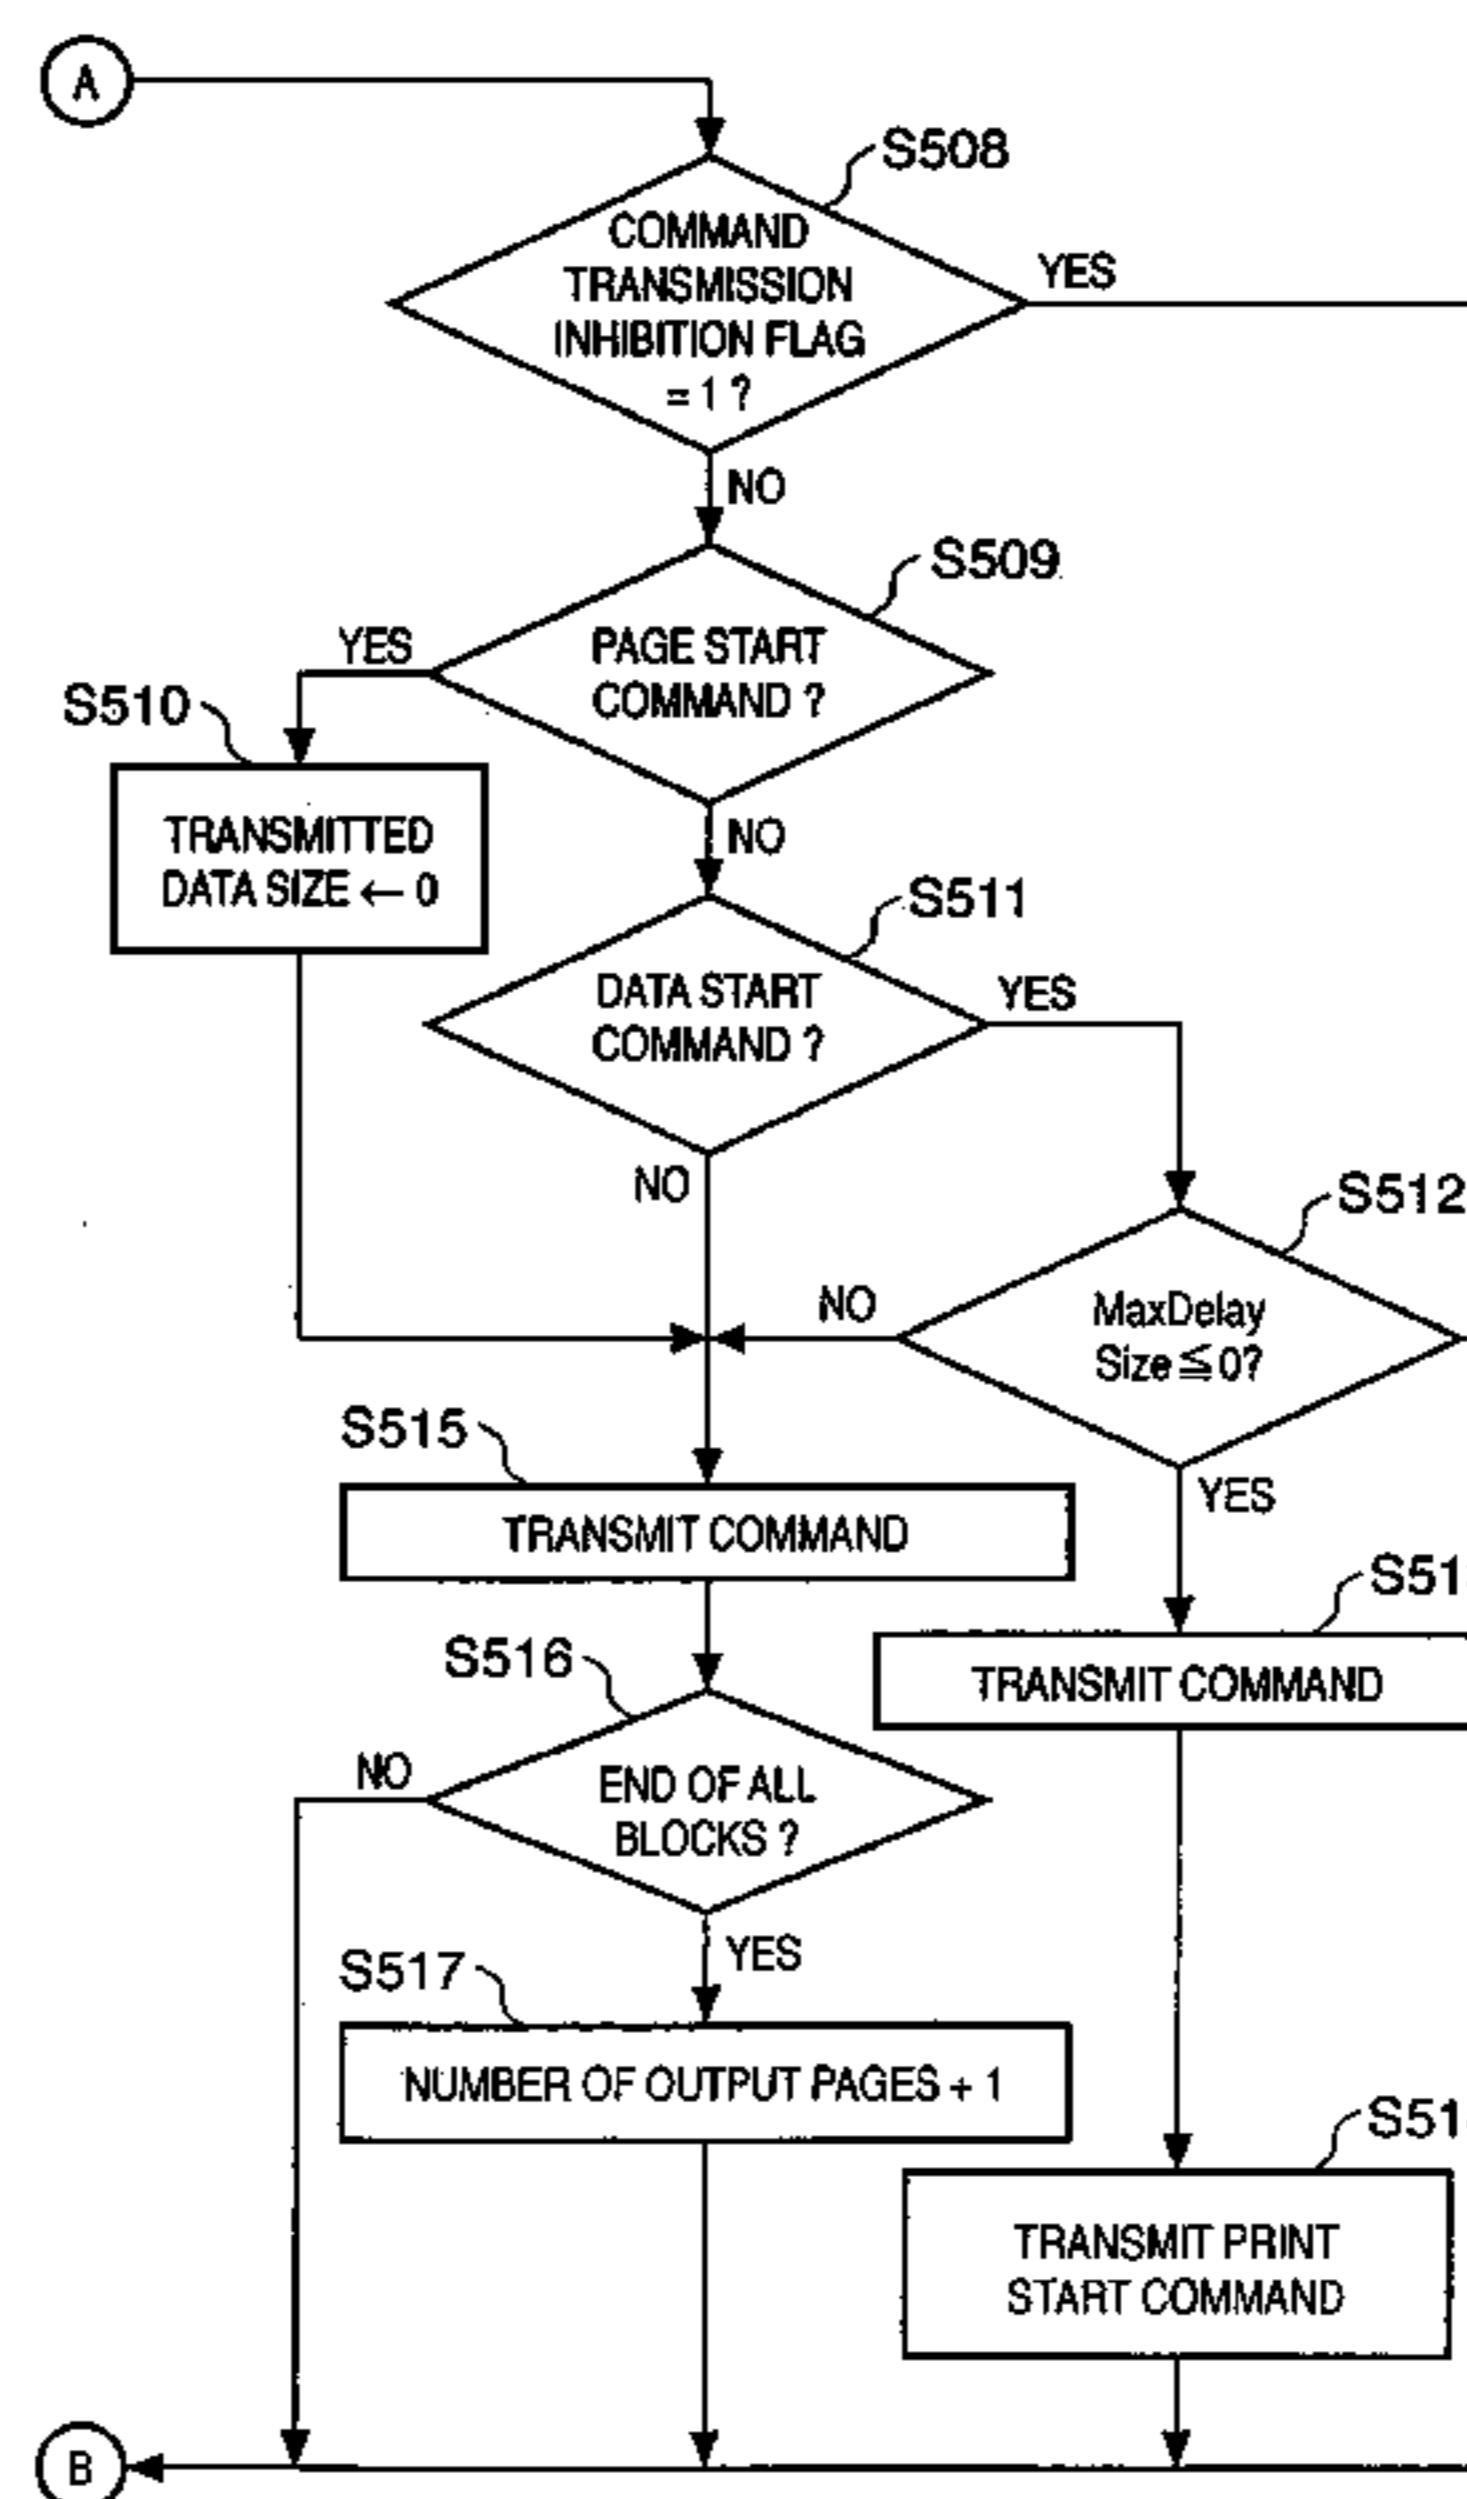 A
S508
COMMAND
TRANSMISSION
INHIBITION FLAG
= 1 ?
YES
NO
S509
PAGE START
COMMAND ?
YES
S510
TRANSMITTED
DATA SIZE ← 0
NO
S511
DATA START
COMMAND ?
YES
NO
S512
MaxDelay
Size ≦ 0?
NO
S515
TRANSMIT COMMAND
YES
S51
TRANSMIT COMMAND
S516
END OF ALL
BLOCKS ?
NO
YES
S517
NUMBER OF OUTPUT PAGES + 1
S51
TRANSMIT PRINT
START COMMAND
B